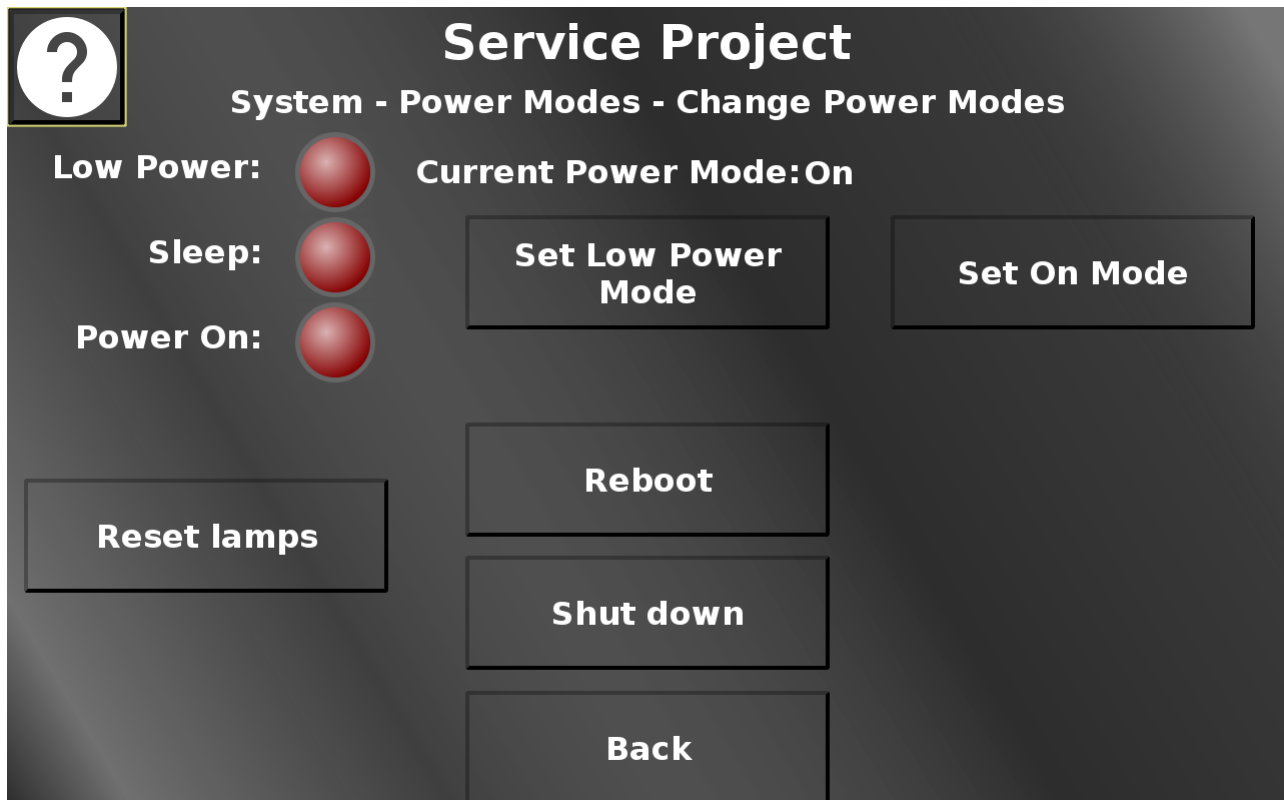 ?
Service Project
System - Power Modes - Change Power Modes
Low Power:
Current Power Mode: On
Sleep:
Set Low Power
Mode
Set On Mode
Power On:
Reboot
Reset lamps
Shut down
Back